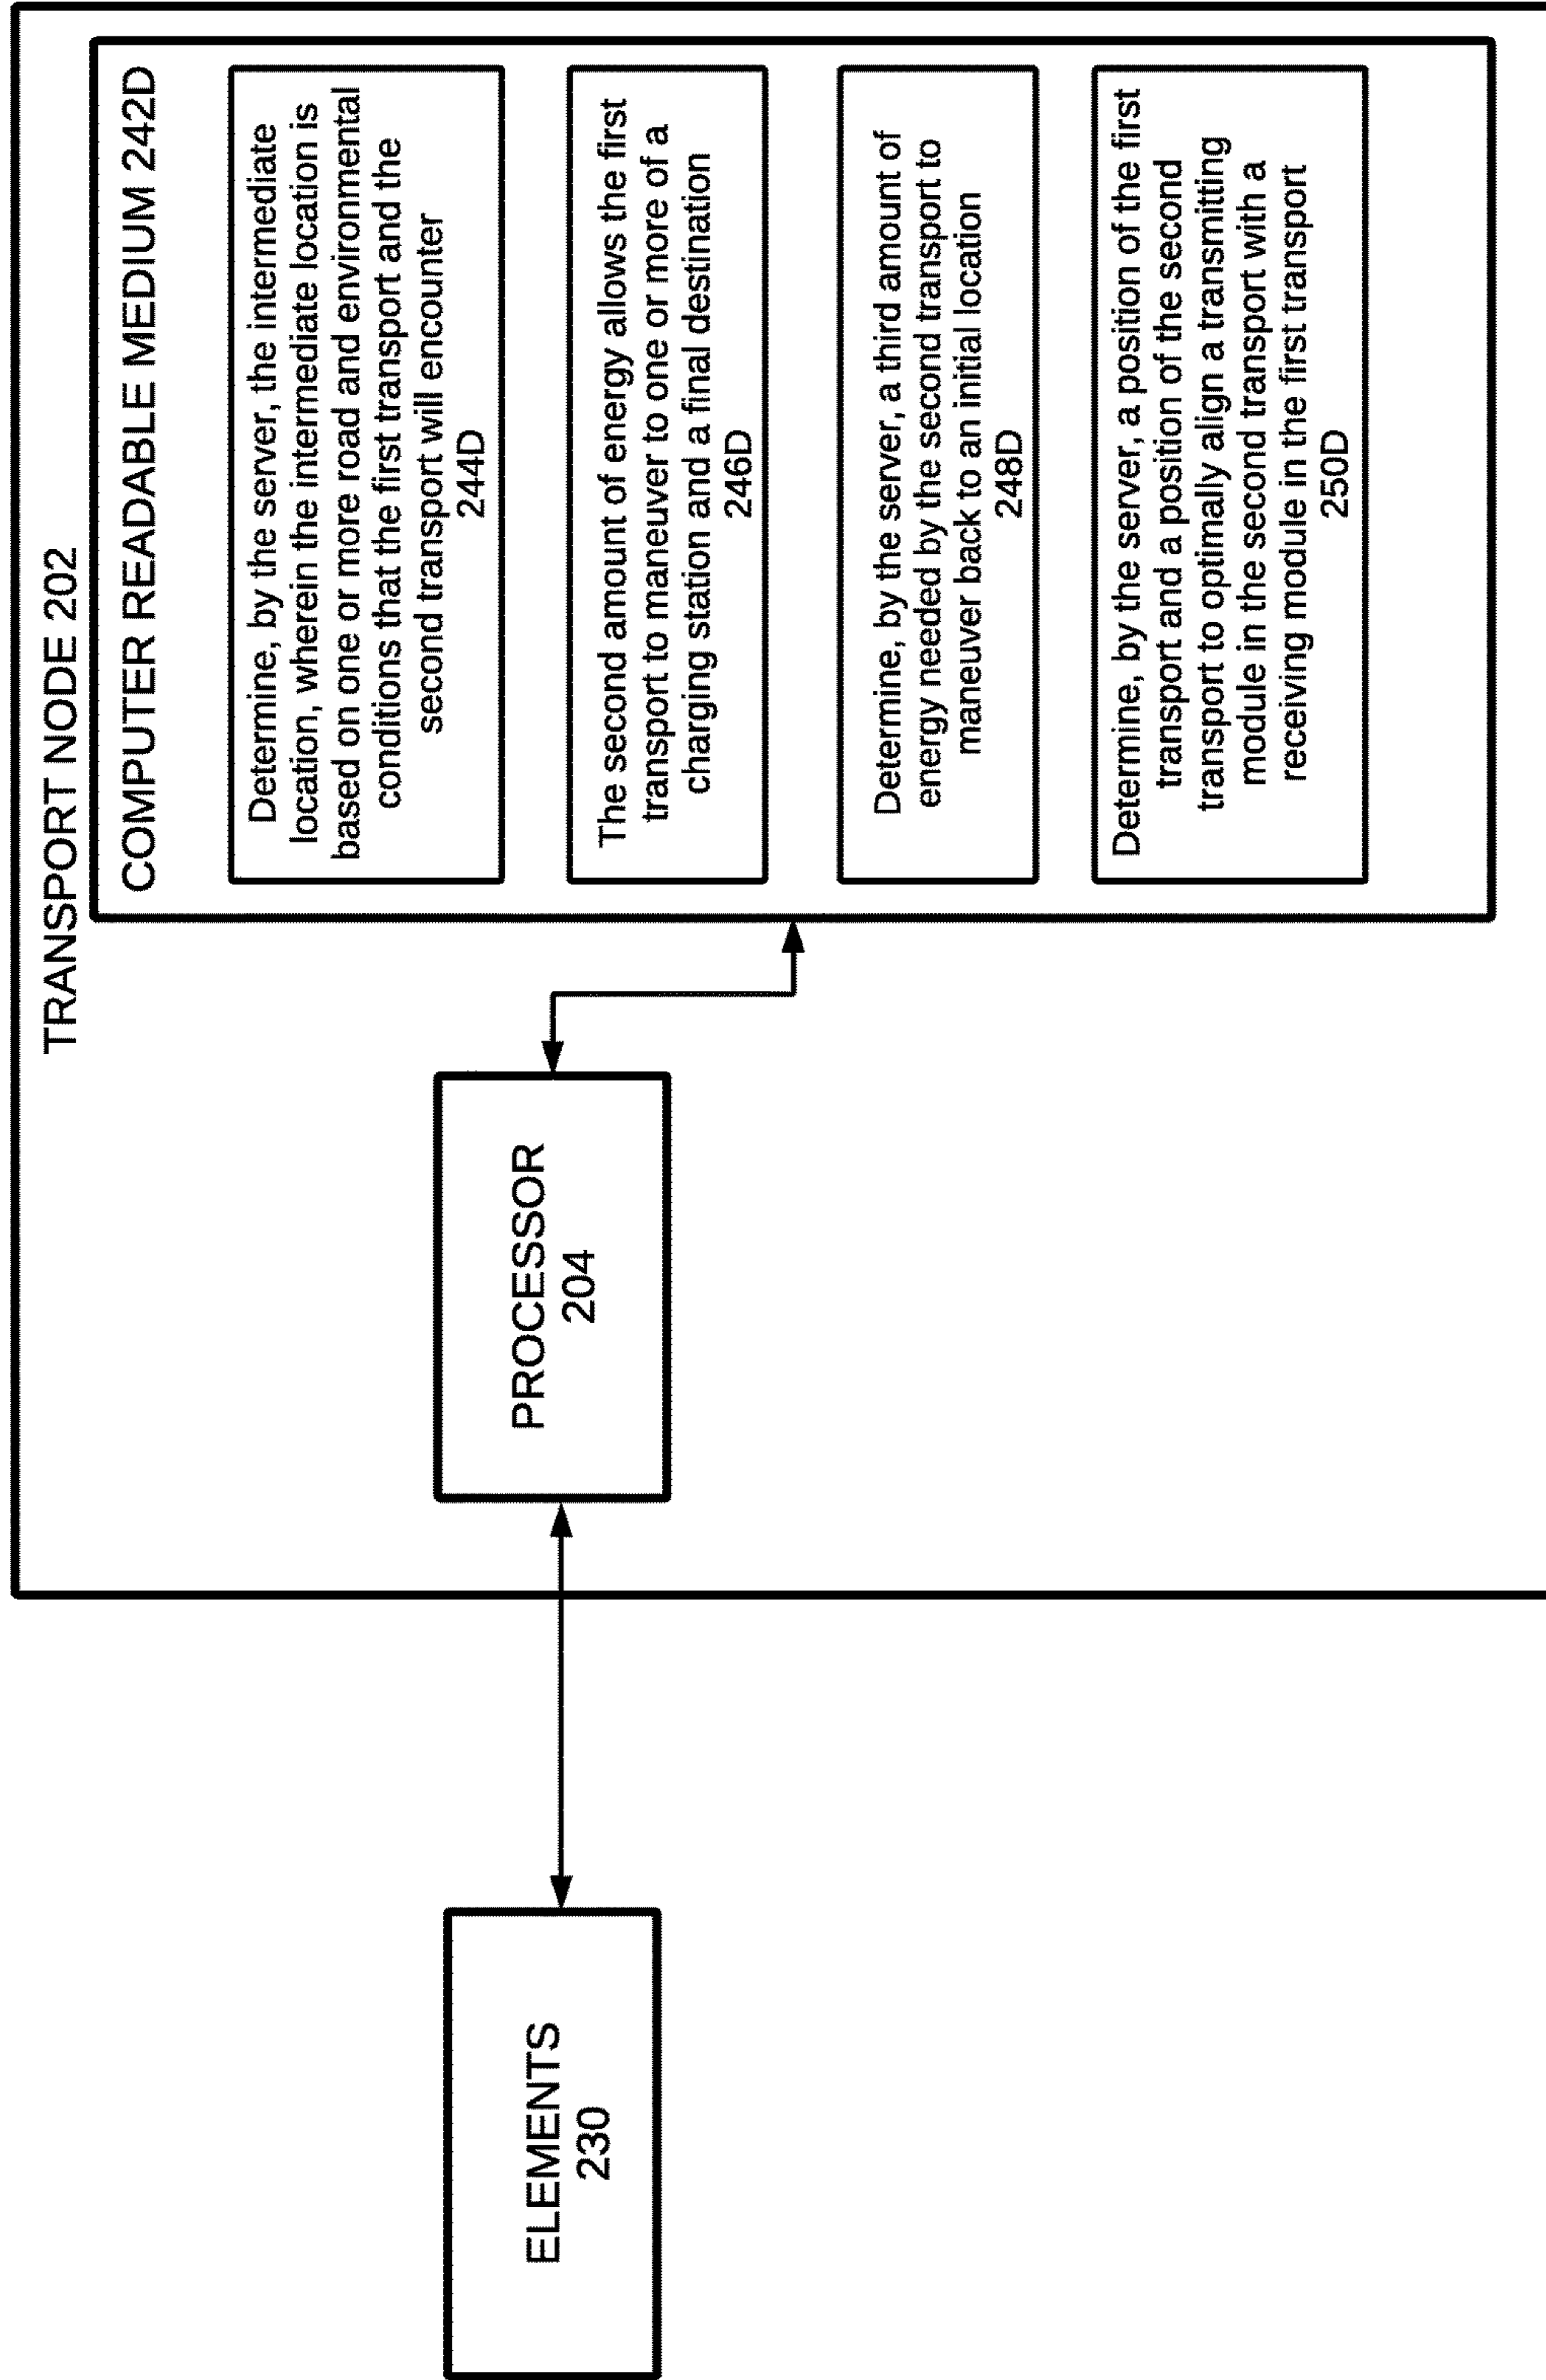 TRANSPORT NODE 202
COMPUTER READABLE MEDIUM 242D
Determine, by the server, the intermediate
location, wherein the intermediate location is
based on one or more road and environmental
conditions that the first transport and the
second transport will encounter
244D
The second amount of energy allows the first
transport to maneuver to one or more of a
charging station and a final destination
246D
Determine, by the server, a third amount of
energy needed by the second transport to
maneuver back to an initial location
248D
Determine, by the server, a position of the first
transport and a position of the second
transport to optimally align a transmitting
module in the second transport with a
receiving module in the first transport
250D
PROCESSOR
204
ELEMENTS
230